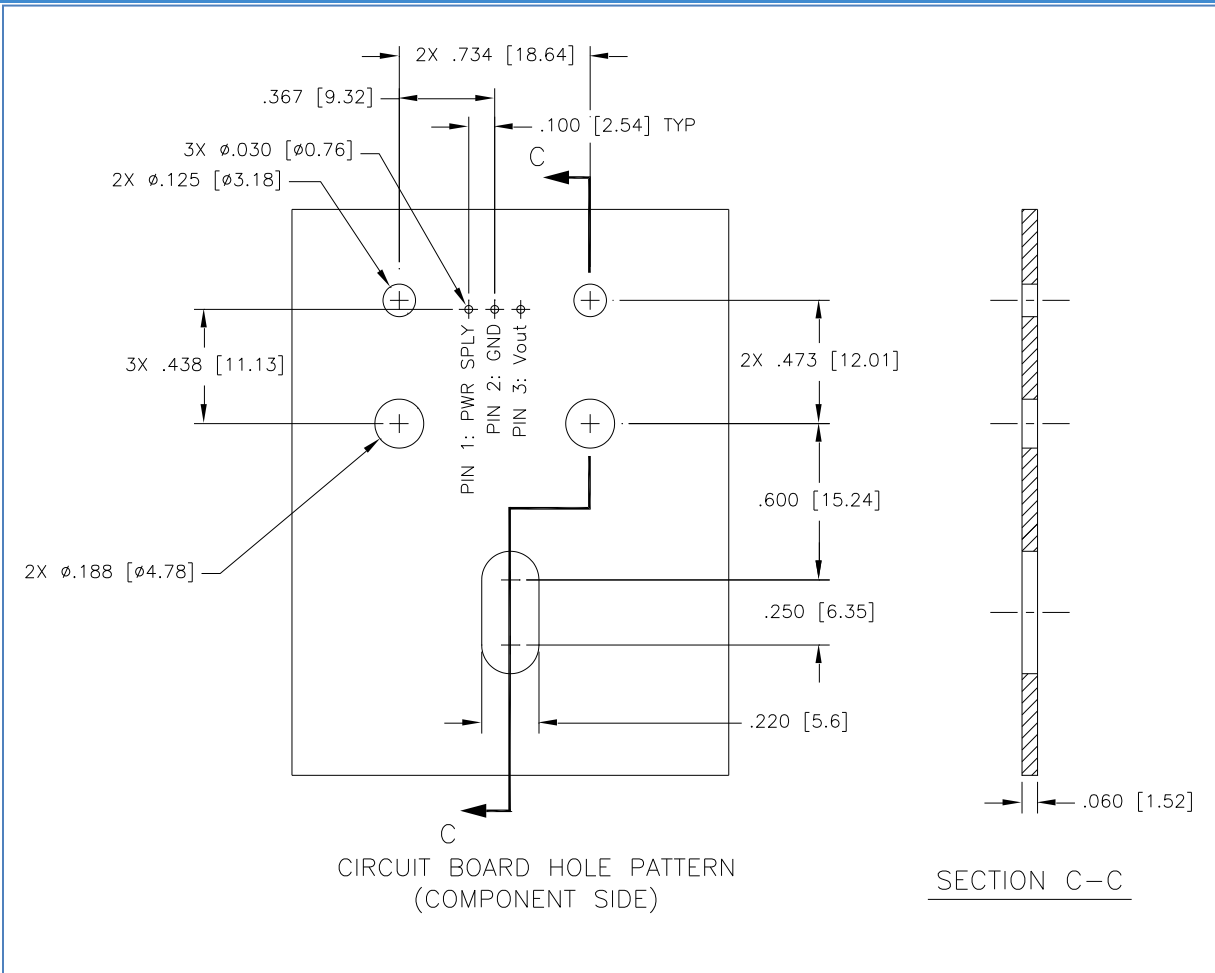 2X .734 [18.64]
.367 [9.32]
.100 [2.54] TYP
3X ø.030 [ø0.76]
C
2X ø.125 [ø3.18]
3X .438 [11.13]
PIN 1: PWR SPLY
PIN 2: GND
PIN 3: Vout
2X .473 [12.01]
.600 [15.24]
2X ø.188 [ø4.78]
.250 [6.35]
.220 [5.6]
.060 [1.52]
C
CIRCUIT BOARD HOLE PATTERN
(COMPONENT SIDE)
SECTION C-C